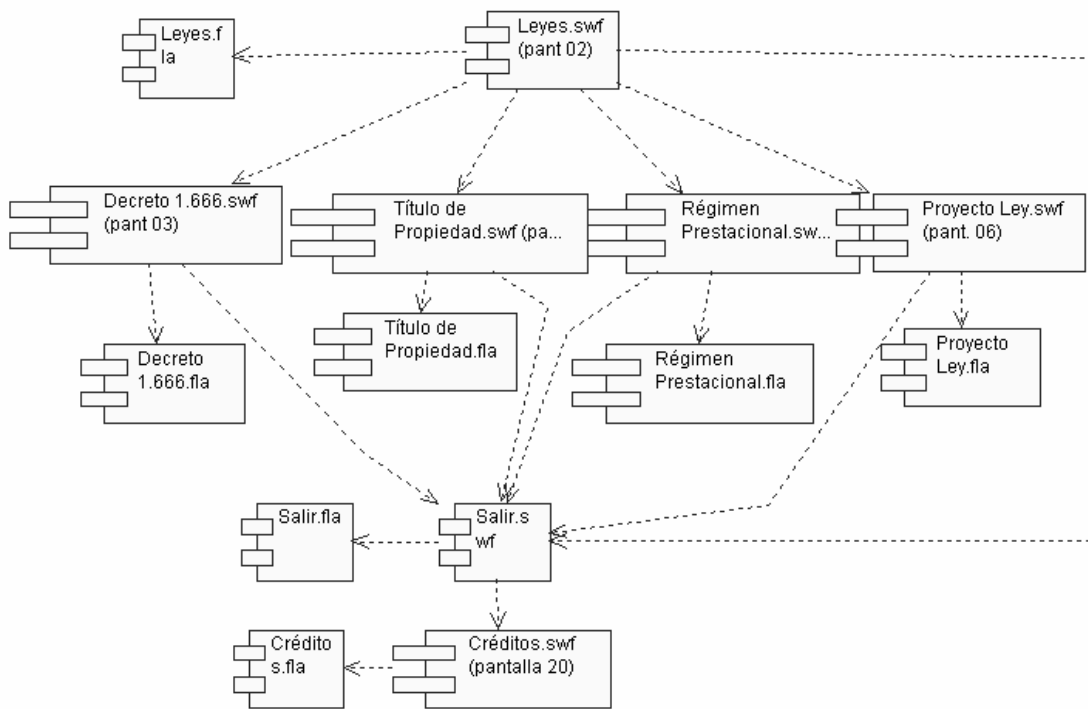 Leyes.f
la
Leyes.swf
(pant 02)
Decreto 1.666.swf
(pant 03)
Título de
Propiedad.swf (pa...
Régimen
Prestacional.sw...
Proyecto Ley.swf
(pant. 06)
Decreto
1.666.fla
Título de
Propiedad.fla
Régimen
Prestacional.fla
Proyecto
Ley.fla
Salir.fla
Salir.s
wf
Crédito
s.fla
Créditos.swf
(pantalla 20)